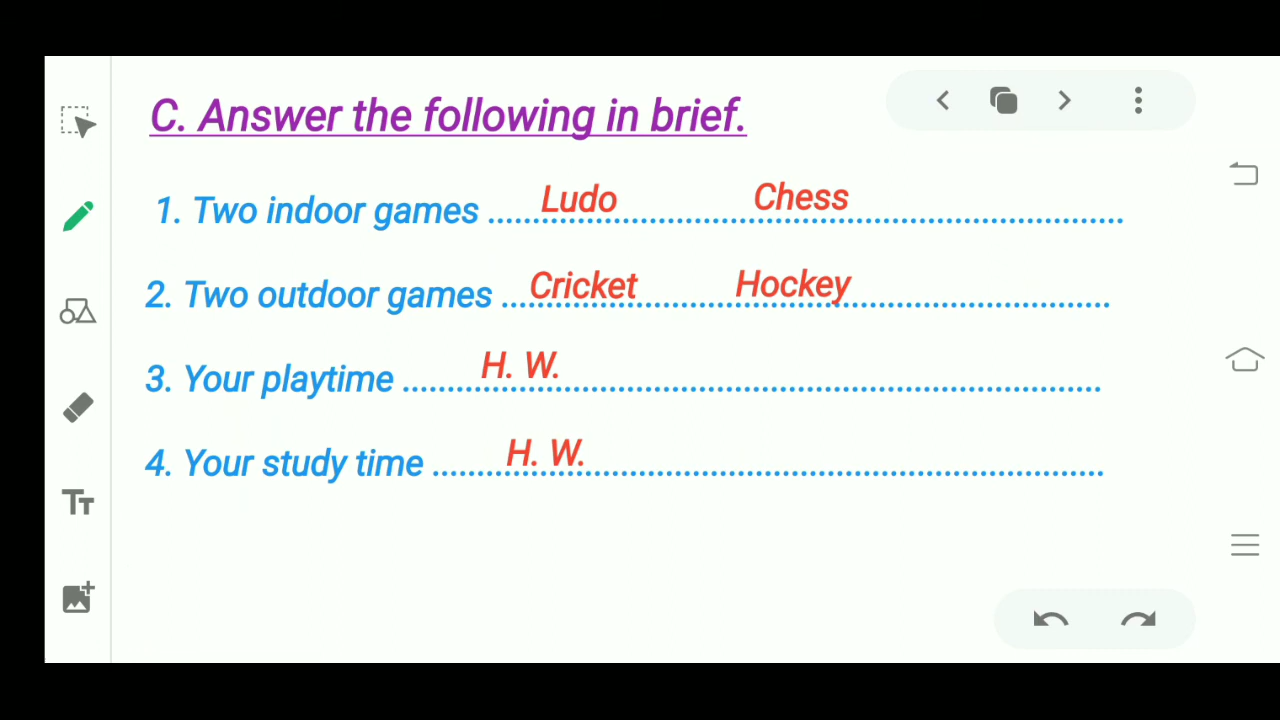 C. Answer the following in brief.
1. Two indoor games .................... Ludo Chess
2. Two outdoor games .................... Cricket Hockey
3. Your playtime .................... H. W.
4. Your study time .................... H. W.
Tт